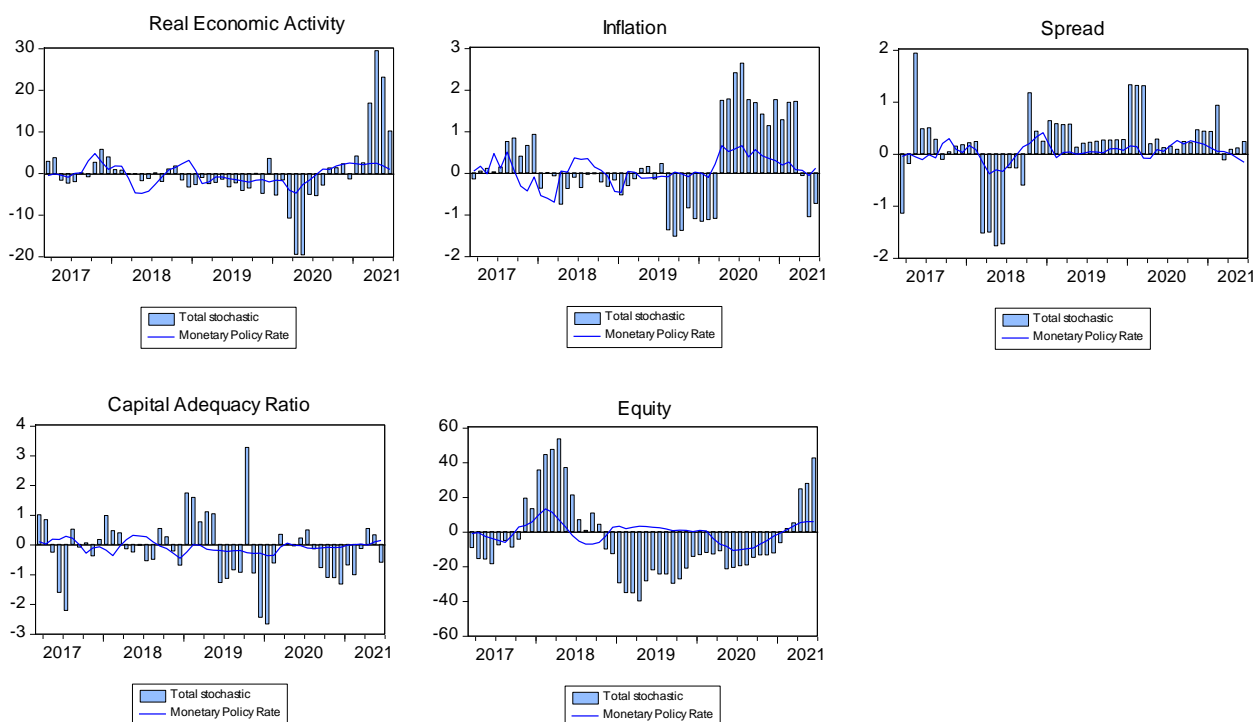 Real Economic Activity
30
20
10
0
-10
-20
2017 2018 2019 2020 2021
Total stochastic
Monetary Policy Rate
Inflation
3
2
1
0
-1
-2
2017 2018 2019 2020 2021
Total stochastic
Monetary Policy Rate
Spread
2
1
0
-1
-2
2017 2018 2019 2020 2021
Total stochastic
Monetary Policy Rate
Capital Adequacy Ratio
4
3
2
1
0
-1
-2
-3
2017 2018 2019 2020 2021
Total stochastic
Monetary Policy Rate
Equity
60
40
20
0
-20
-40
-60
2017 2018 2019 2020 2021
Total stochastic
Monetary Policy Rate